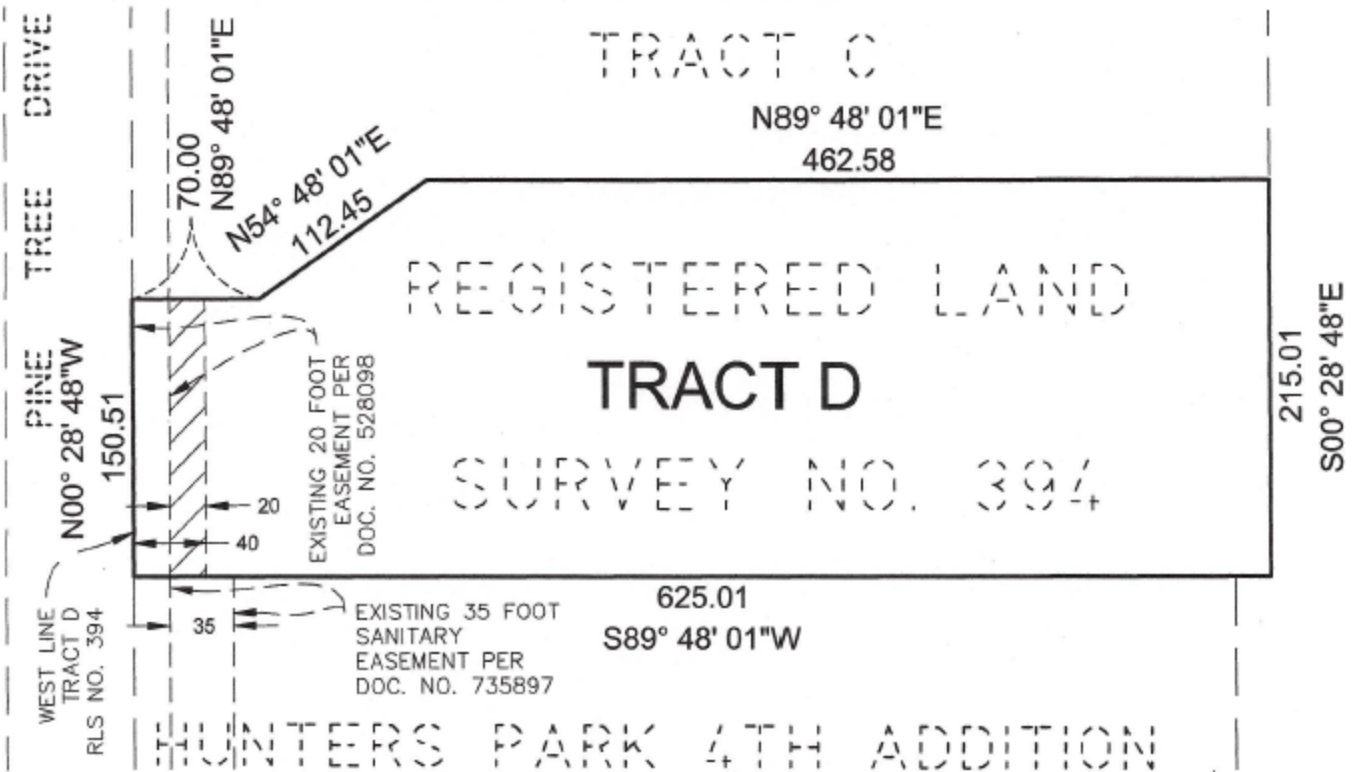 TRACT C
N89° 48' 01"E
462.58
PINE TREE DRIVE
70.00
N89° 48' 01"E
N54° 48' 01"E
112.45
REGISTERED LAND
TRACT D
SURVEY NO. 394
N00° 28' 48"W
150.51
EXISTING 20 FOOT
EASEMENT PER
DOC. NO. 528098
215.01
S00° 28' 48"E
20
40
35
625.01
S89° 48' 01"W
WEST LINE
TRACT D
RLS NO. 394
EXISTING 35 FOOT
SANITARY
EASEMENT PER
DOC. NO. 735897
HUNTERS PARK 4TH ADDITION